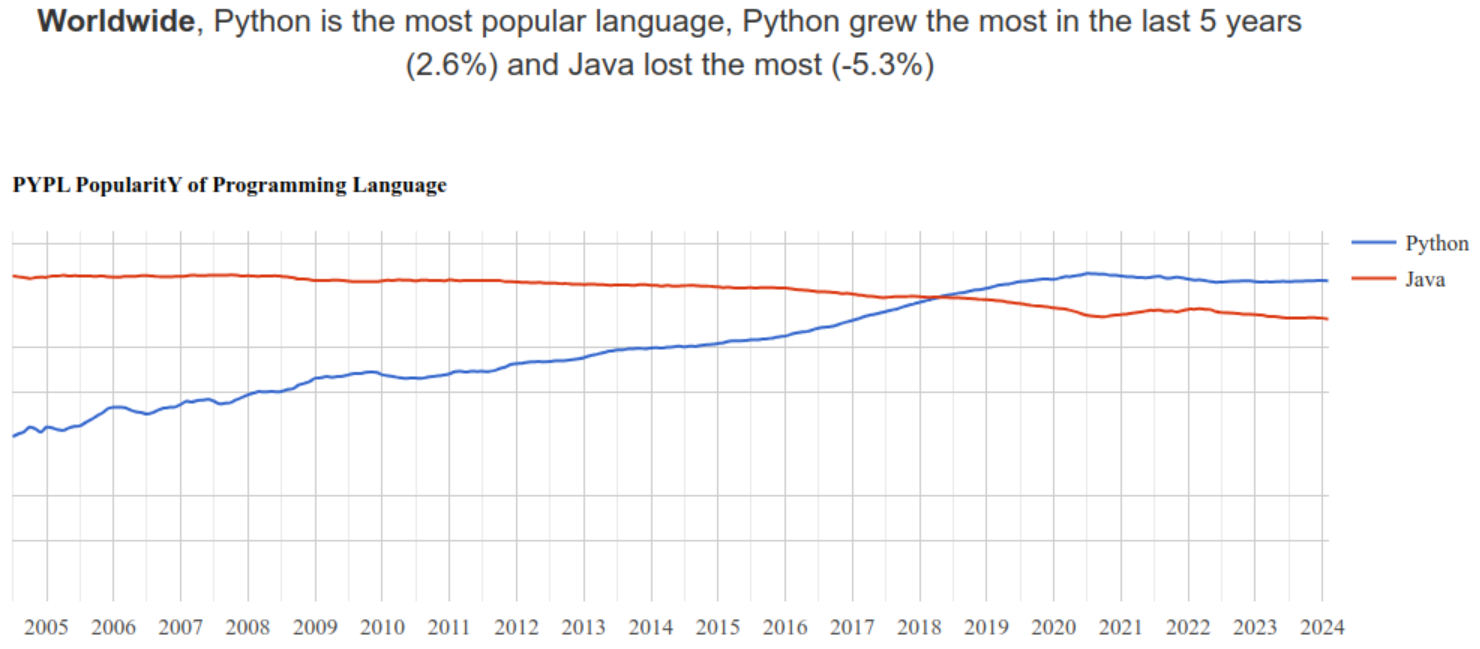 Worldwide, Python is the most popular language, Python grew the most in the last 5 years
(2.6%) and Java lost the most (-5.3%)
PYPL PopularitY of Programming Language
Python
Java
2005 2006 2007 2008 2009 2010 2011 2012 2013 2014 2015 2016 2017 2018 2019 2020 2021 2022 2023 2024